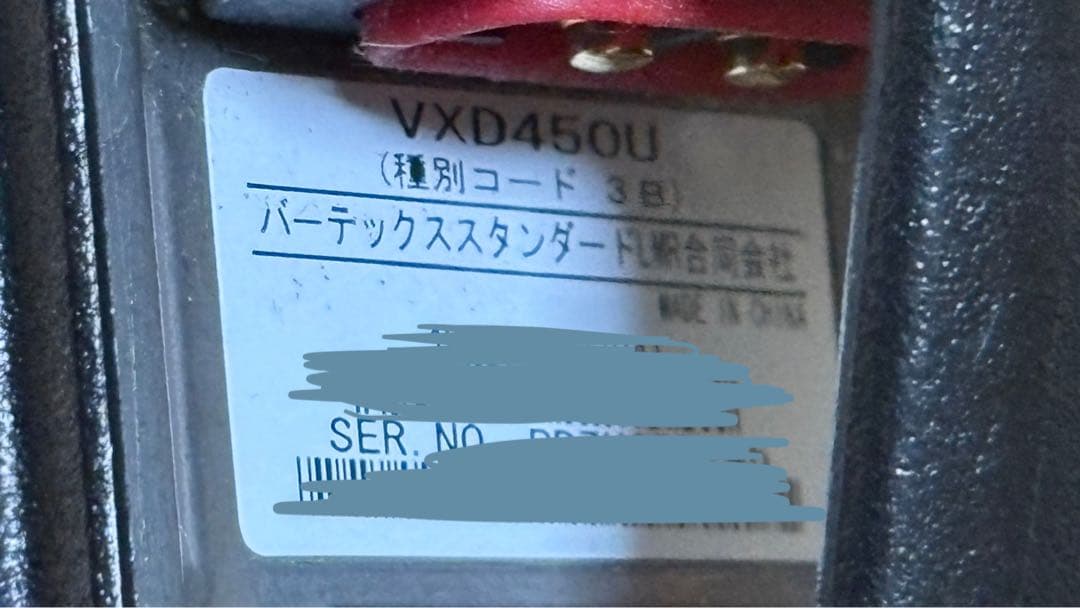 VXD450U
(種別コード 3B)
バーテックススタンダードLMR合同会社
MADE IN CHINA
SER. NO.